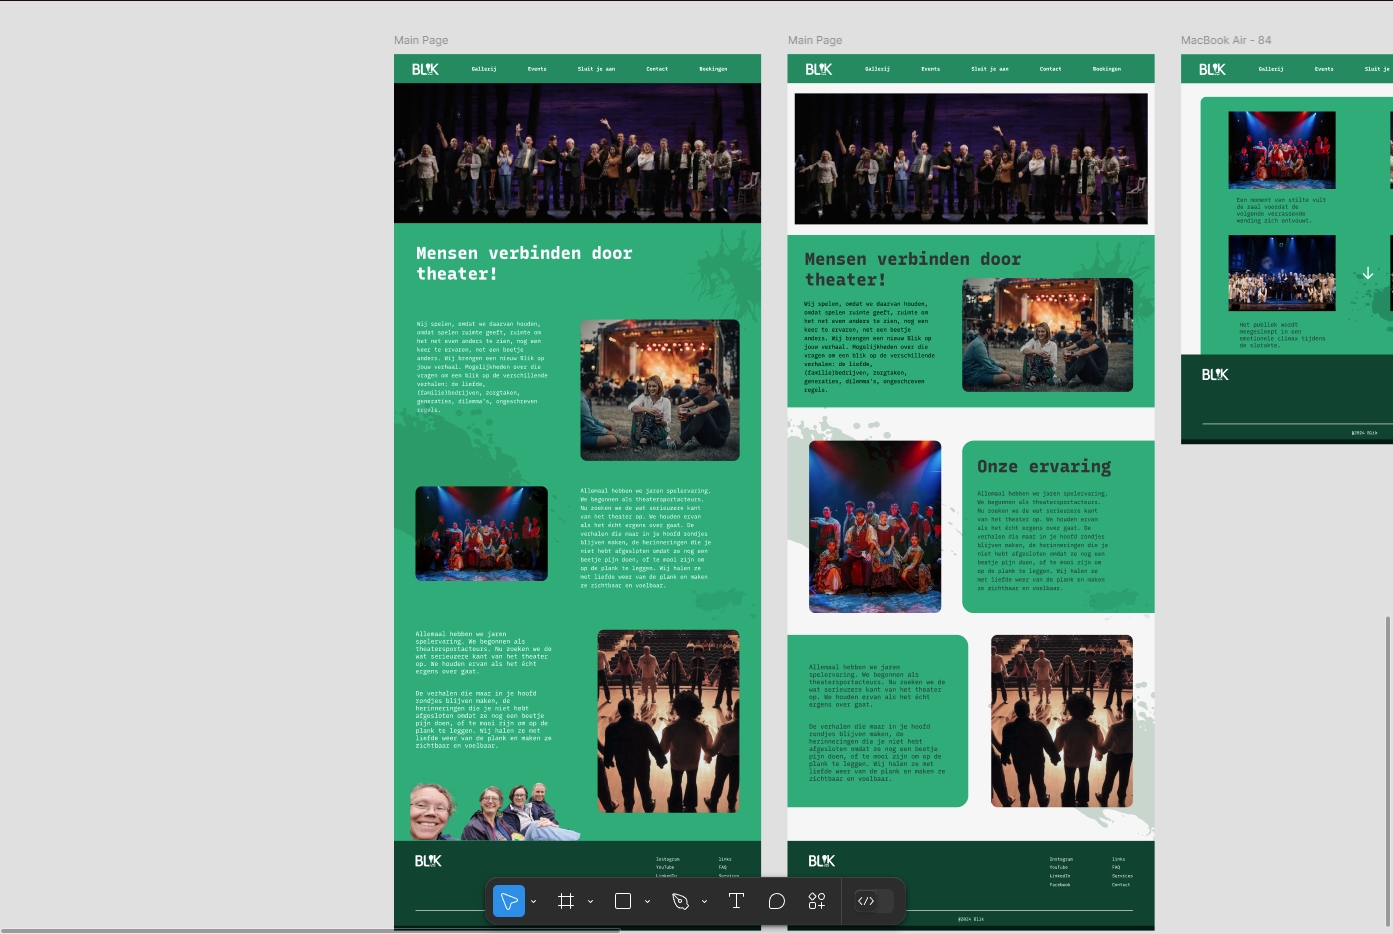 Main Page
BLIK
Gallerij Events Sluit je aan Contact Boekingen
Mensen verbinden door
theater!
Wij spelen, omdat we daarvan houden,
omdat spelen ruimte geeft, ruimte om
het net even anders te zien, nog een
keer te ervaren, net een beetje
anders. Wij brengen een nieuw Blik op
jouw verhaal. Mogelijkheden over die
vragen om een blik op de verschillende
verhalen: de liefde,
(familie)bedrijven, zorgtaken,
generaties, dilemma's, ongeschreven
regels.
Allemaal hebben we jaren spelervaring.
We begonnen als theatersportacteurs.
Nu zoeken we de wat serieuzere kant
van het theater op. We houden ervan
als het écht ergens over gaat. De
verhalen die maar in je hoofd rondjes
blijven maken, de herinneringen die je
niet hebt afgesloten omdat ze nog een
beetje pijn doen, of te mooi zijn om
op de plank te leggen. Wij halen ze
met liefde weer van de plank en maken
ze zichtbaar en voelbaar.
Allemaal hebben we jaren
spelervaring. We begonnen als
theatersportacteurs. Nu zoeken we de
wat serieuzere kant van het theater
op. We houden ervan als het écht
ergens over gaat.
De verhalen die maar in je hoofd
rondjes blijven maken, de
herinneringen die je niet hebt
afgesloten omdat ze nog een beetje
pijn doen, of te mooi zijn om op de
plank te leggen. Wij halen ze met
liefde weer van de plank en maken ze
zichtbaar en voelbaar.
BLIK
Instagram links
YouTube FAQ
LinkedIn Services
Main Page
BLIK
Gallerij Events Sluit je aan Contact Boekingen
Mensen verbinden door
theater!
Wij spelen, omdat we daarvan houden,
omdat spelen ruimte geeft, ruimte om
het net even anders te zien, nog een
keer te ervaren, net een beetje
anders. Wij brengen een nieuw Blik op
jouw verhaal. Mogelijkheden over die
vragen om een blik op de verschillende
verhalen: de liefde,
(familie)bedrijven, zorgtaken,
generaties, dilemma's, ongeschreven
regels.
Onze ervaring
Allemaal hebben we jaren spelervaring.
We begonnen als theatersportacteurs.
Nu zoeken we de wat serieuzere kant
van het theater op. We houden ervan
als het écht ergens over gaat. De
verhalen die maar in je hoofd rondjes
blijven maken, de herinneringen die je
niet hebt afgesloten omdat ze nog een
beetje pijn doen, of te mooi zijn om
op de plank te leggen. Wij halen ze
met liefde weer van de plank en maken
ze zichtbaar en voelbaar.
Allemaal hebben we jaren
spelervaring. We begonnen als
theatersportacteurs. Nu zoeken we de
wat serieuzere kant van het theater
op. We houden ervan als het écht
ergens over gaat.
De verhalen die maar in je hoofd
rondjes blijven maken, de
herinneringen die je niet hebt
afgesloten omdat ze nog een beetje
pijn doen, of te mooi zijn om op de
plank te leggen. Wij halen ze met
liefde weer van de plank en maken ze
zichtbaar en voelbaar.
BLIK
Instagram links
YouTube FAQ
LinkedIn Services
Facebook Contact
@2024 Blik
MacBook Air - 84
BLIK
Gallerij Events Sluit je
Een moment van stilte vult
de zaal voordat de
volgende verrassende
wending zich ontvouwt.
Het publiek wordt
meegesleept in een
emotionele climax tijdens
de slotakte.
BLIK
@2024 Blik